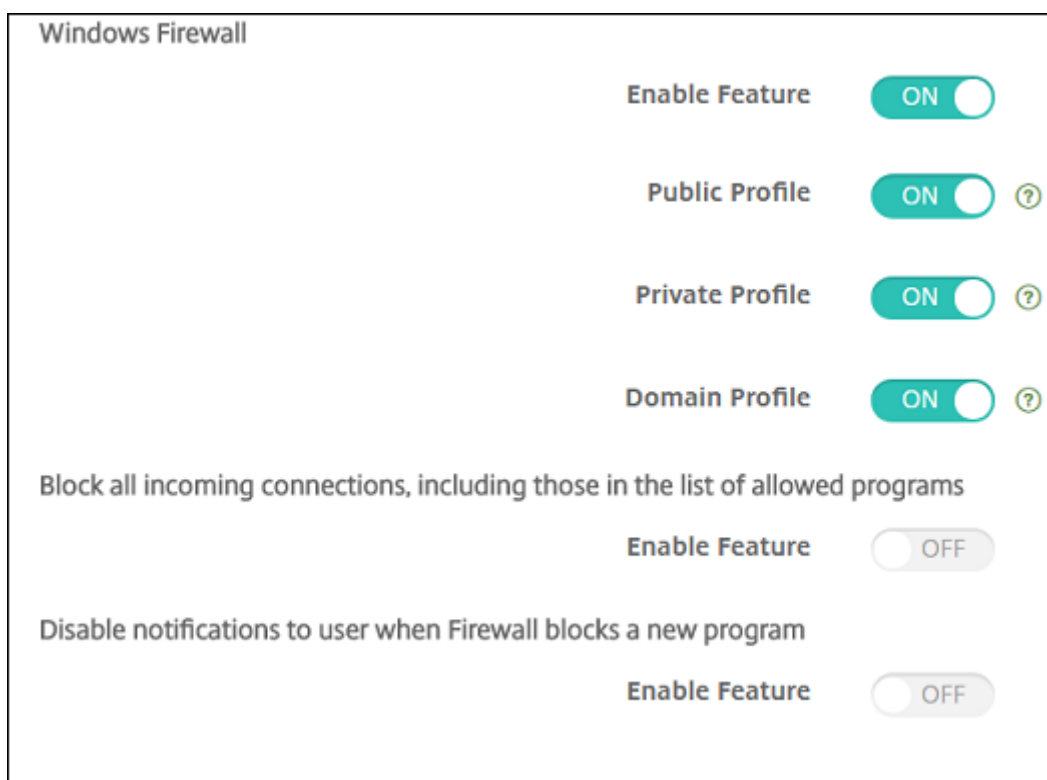 Windows Firewall
Enable Feature ON
Public Profile ON ?
Private Profile ON ?
Domain Profile ON ?
Block all incoming connections, including those in the list of allowed programs
Enable Feature OFF
Disable notifications to user when Firewall blocks a new program
Enable Feature OFF